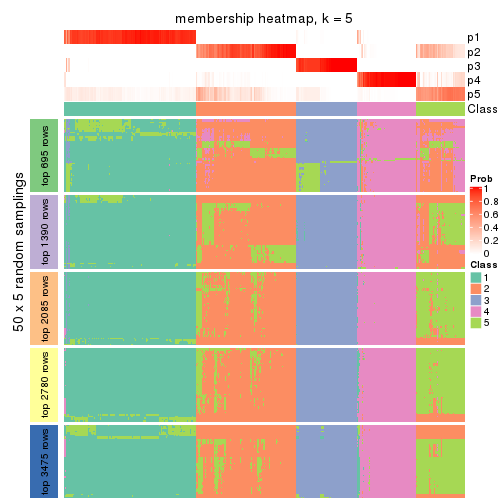 membership heatmap, k = 5
p1
p2
p3
p4
p5
Class
50 x 5 random samplings
top 695 rows
top 1390 rows
top 2085 rows
top 2780 rows
top 3475 rows
Prob
1
0.8
0.6
0.4
0.2
0
Class
1
2
3
4
5